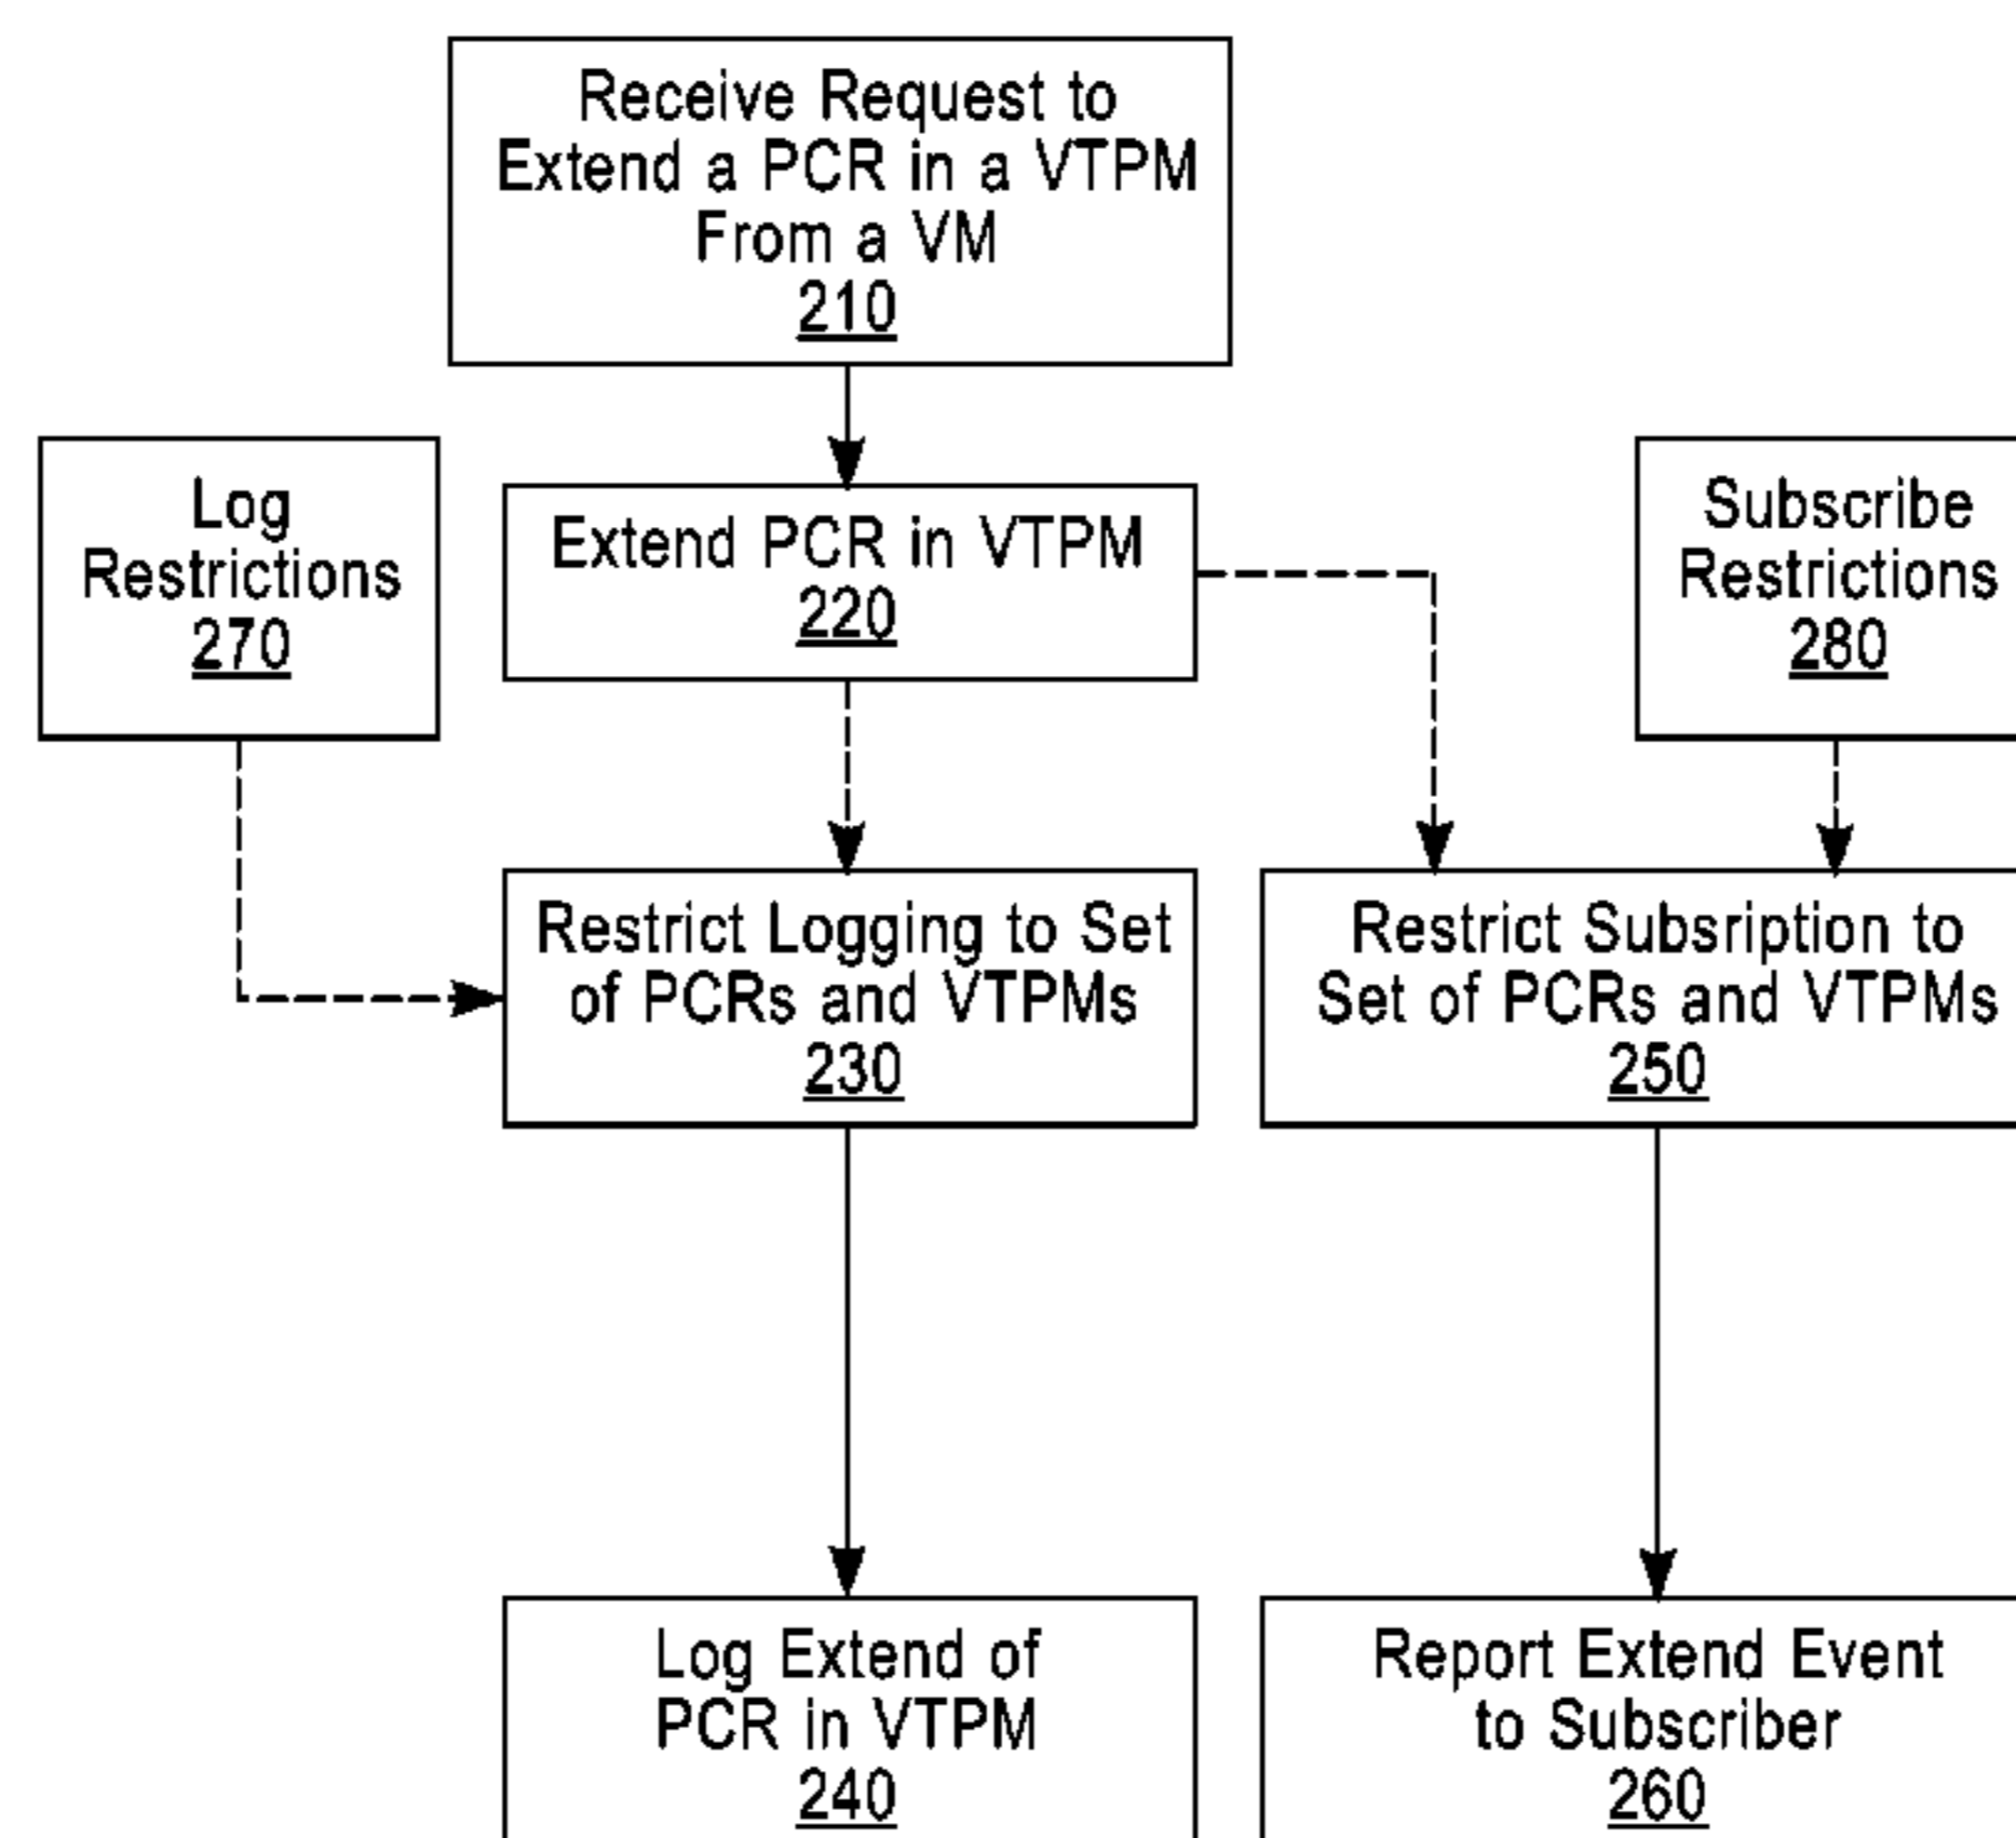 Receive Request to
Extend a PCR in a VTPM
From a VM
210
Log
Restrictions
270
Extend PCR in VTPM
220
Subscribe
Restrictions
280
Restrict Logging to Set
of PCRs and VTPMs
230
Restrict Subsription to
Set of PCRs and VTPMs
250
Log Extend of
PCR in VTPM
240
Report Extend Event
to Subscriber
260